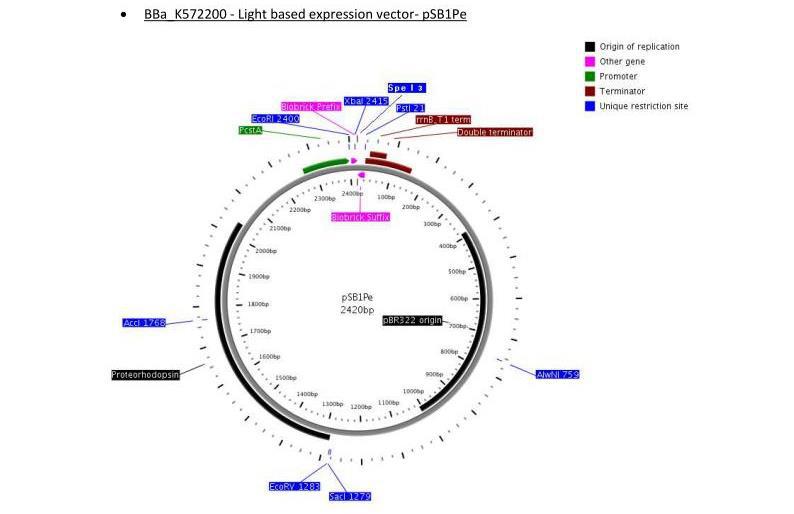 • BBa_K572200 - Light based expression vector- pSB1Pe
Origin of replication
Other gene
Promoter
Terminator
Unique restriction site
Spe I 3
XbaI 2415
Biobrick Prefix
PstI 21
EcoRI 2400
rrnB_T1 term
PcstA
Double terminator
2400bp
100bp
2300bp
200bp
2200bp
Biobrick Suffix
300bp
2100bp
400bp
2000bp
500bp
1900bp
pSB1Pe
600bp
1800bp
2420bp
AccI 1768
pBR322 origin
700bp
1700bp
800bp
1600bp
Proteorhodopsin
AlwNI 759
900bp
1500bp
1000bp
1400bp
1100bp
1300bp
1200bp
EcoRV 1283
SacI 1279